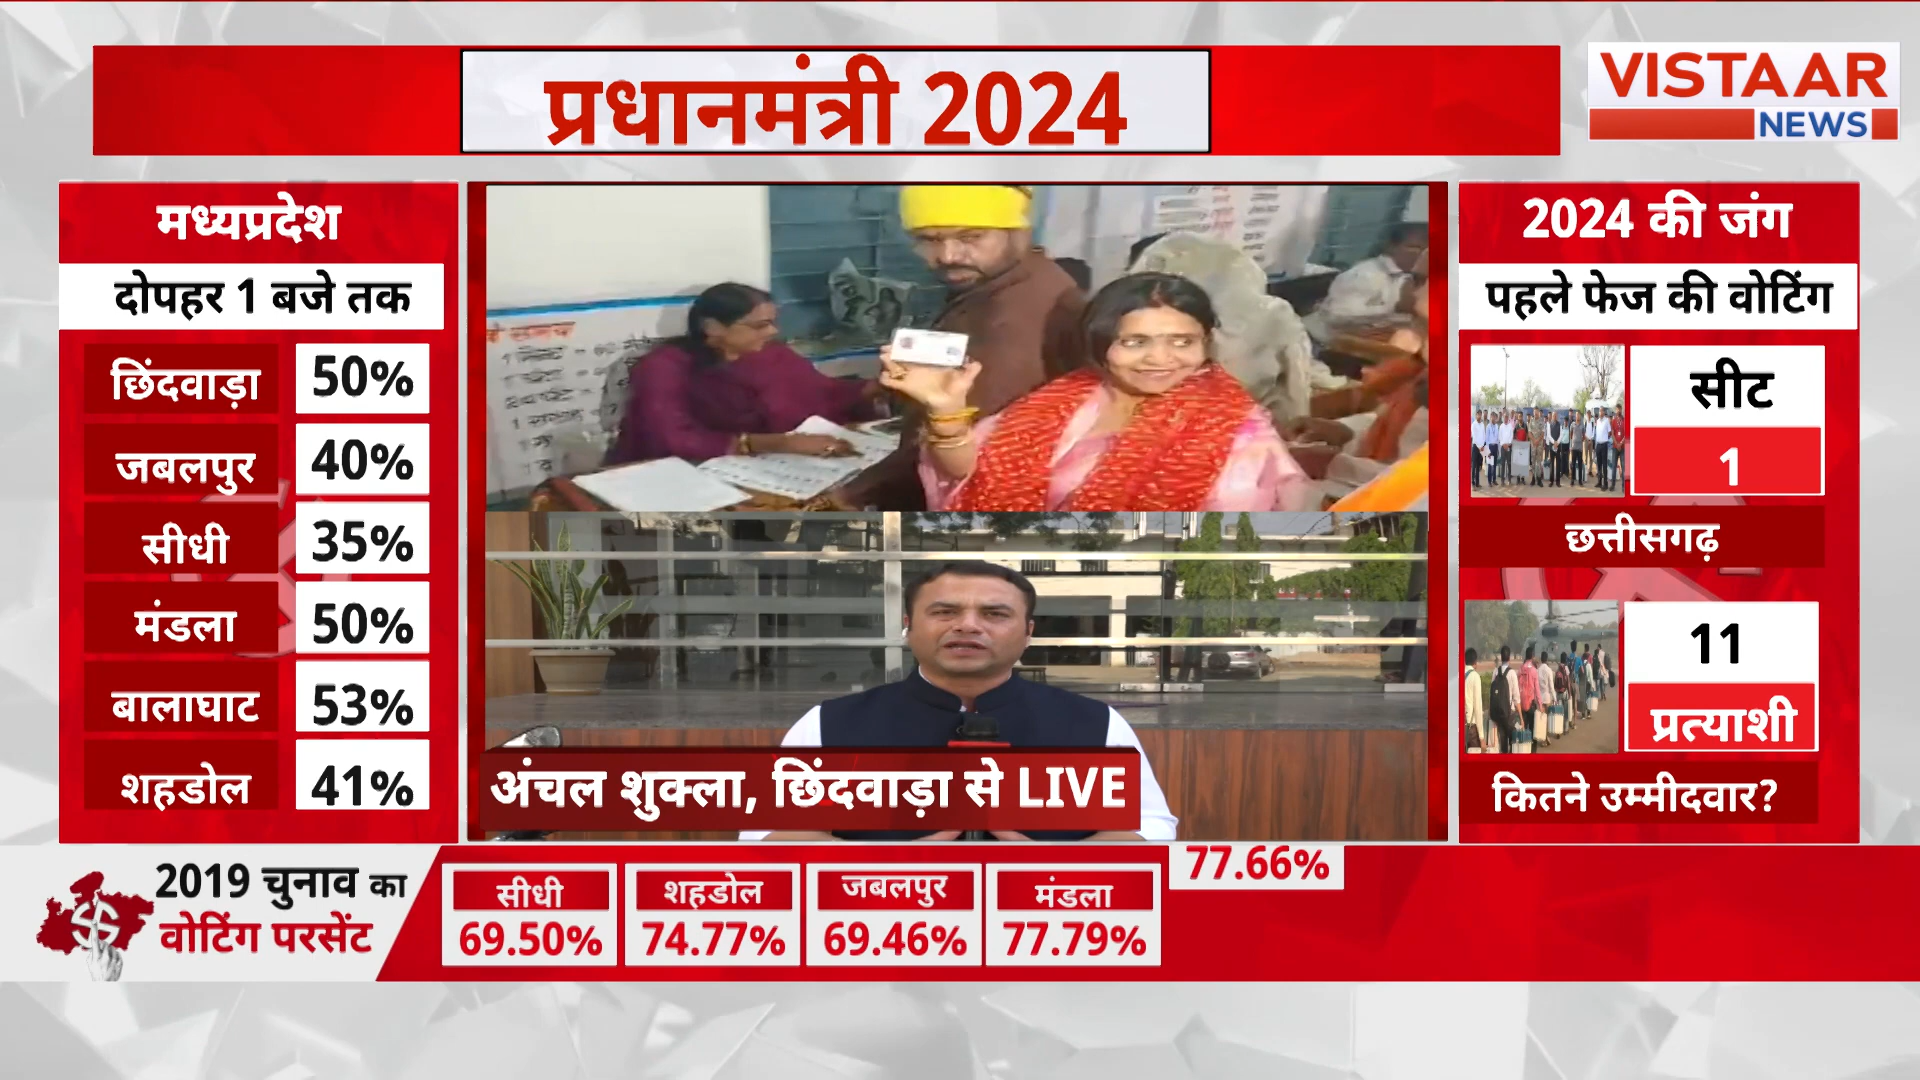 प्रधानमंत्री 2024
VISTAAR
NEWS
मध्यप्रदेश
दोपहर 1 बजे तक
छिंदवाड़ा 50%
जबलपुर 40%
सीधी 35%
मंडला 50%
बालाघाट 53%
शहडोल 41%
अंचल शुक्ला, छिंदवाड़ा से LIVE
2024 की जंग
पहले फेज की वोटिंग
सीट
1
छत्तीसगढ़
11
प्रत्याशी
कितने उम्मीदवार?
2019 चुनाव का
वोटिंग परसेंट
सीधी
69.50%
शहडोल
74.77%
जबलपुर
69.46%
मंडला
77.79%
77.66%